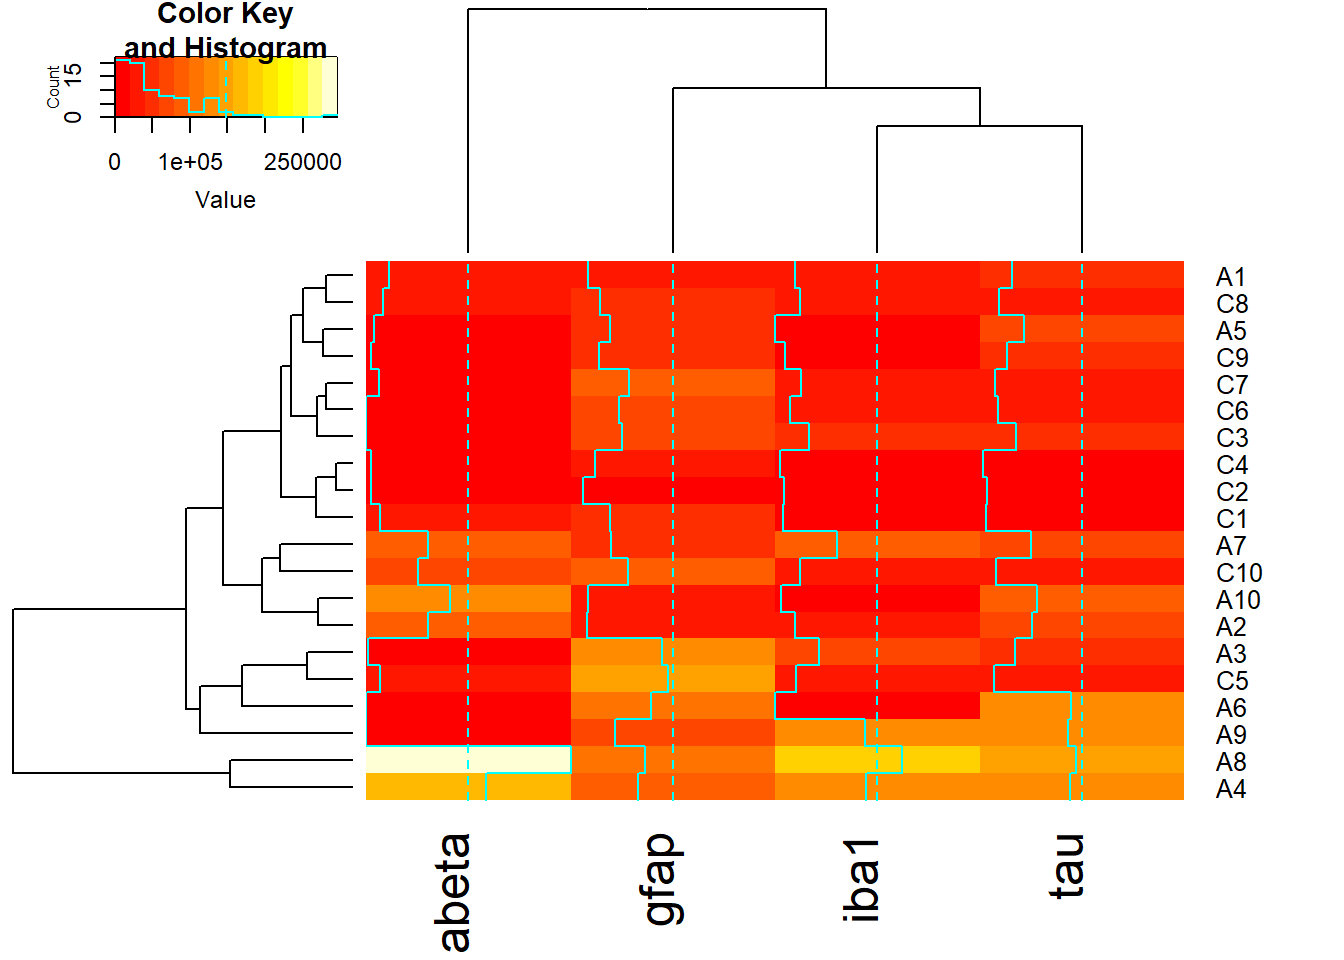 Color Key
and Histogram
Count
0 15
0 1e+05 250000
Value
A1
C8
A5
C9
C7
C6
C3
C4
C2
C1
A7
C10
A10
A2
A3
C5
A6
A9
A8
A4
abeta gfap iba1 tau